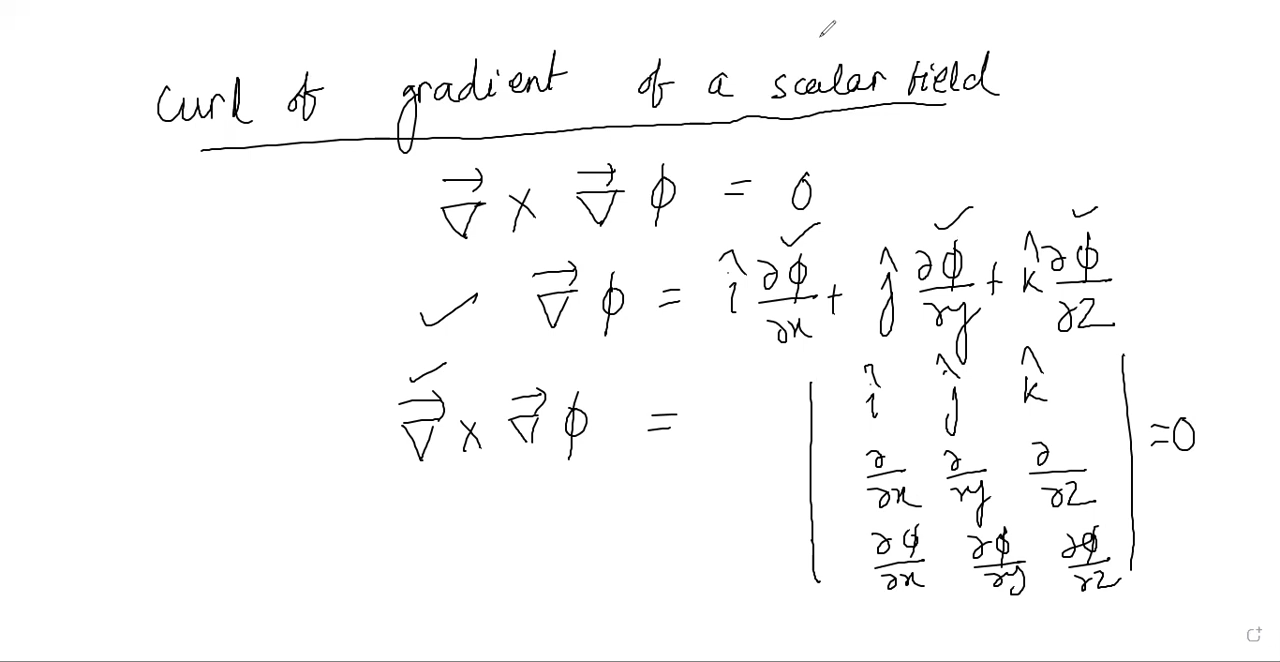 Curl of gradient of a scalar field
∇⃗ × ∇⃗ ϕ = 0
✓ ∇⃗ ϕ = î ∂ϕ/∂x + ĵ ∂ϕ/∂y + k̂ ∂ϕ/∂z
∇⃗ × ∇⃗ ϕ = | î ĵ k̂ | = 0
∂/∂x ∂/∂y ∂/∂z
∂ϕ/∂x ∂ϕ/∂y ∂ϕ/∂z